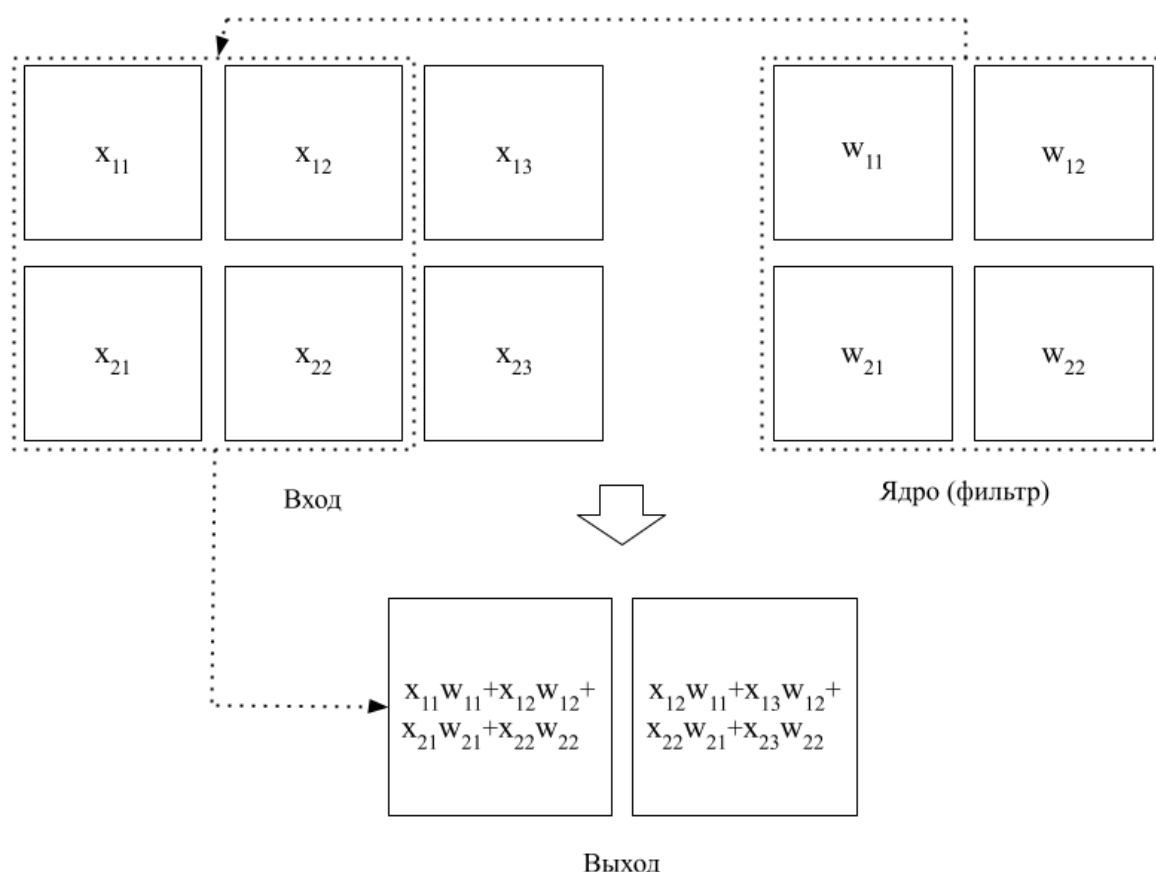 x11 x12 x13 w11 w12
x21 x22 x23 w21 w22
Вход
Ядро (фильтр)
x11w11+x12w12+
x21w21+x22w22
x12w11+x13w12+
x22w21+x23w22
Выход